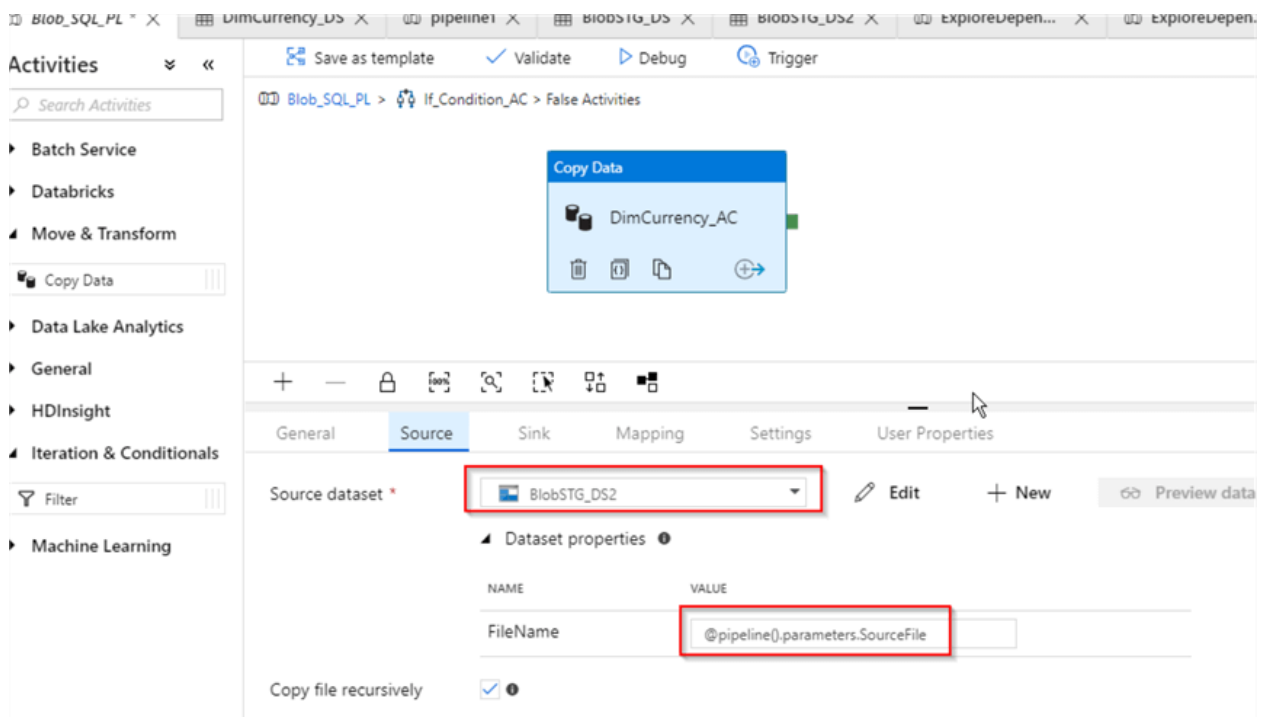 Blob_SQL_PL * DimCurrency_DS pipeline1 BlobSTG_DS BlobSTG_DS2 ExploreDepen... ExploreDepen.
Activities
Save as template Validate Debug Trigger
Search Activities
Blob_SQL_PL > If_Condition_AC > False Activities
Batch Service
Databricks
Move & Transform
Copy Data
Data Lake Analytics
General
HDInsight
Iteration & Conditionals
Filter
Machine Learning
Copy Data
DimCurrency_AC
100%
General Source Sink Mapping Settings User Properties
Source dataset * BlobSTG_DS2 Edit New Preview data
Dataset properties
NAME VALUE
FileName @pipeline().parameters.SourceFile
Copy file recursively